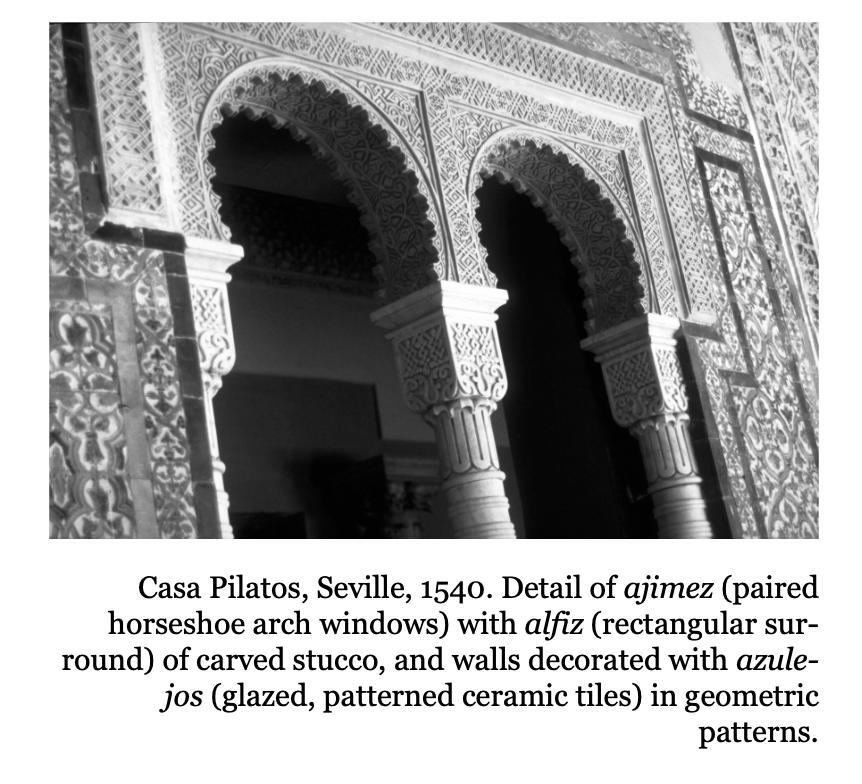 Casa Pilatos, Seville, 1540. Detail of ajimez (paired
horseshoe arch windows) with alfiz (rectangular sur-
round) of carved stucco, and walls decorated with azule-
jos (glazed, patterned ceramic tiles) in geometric
patterns.